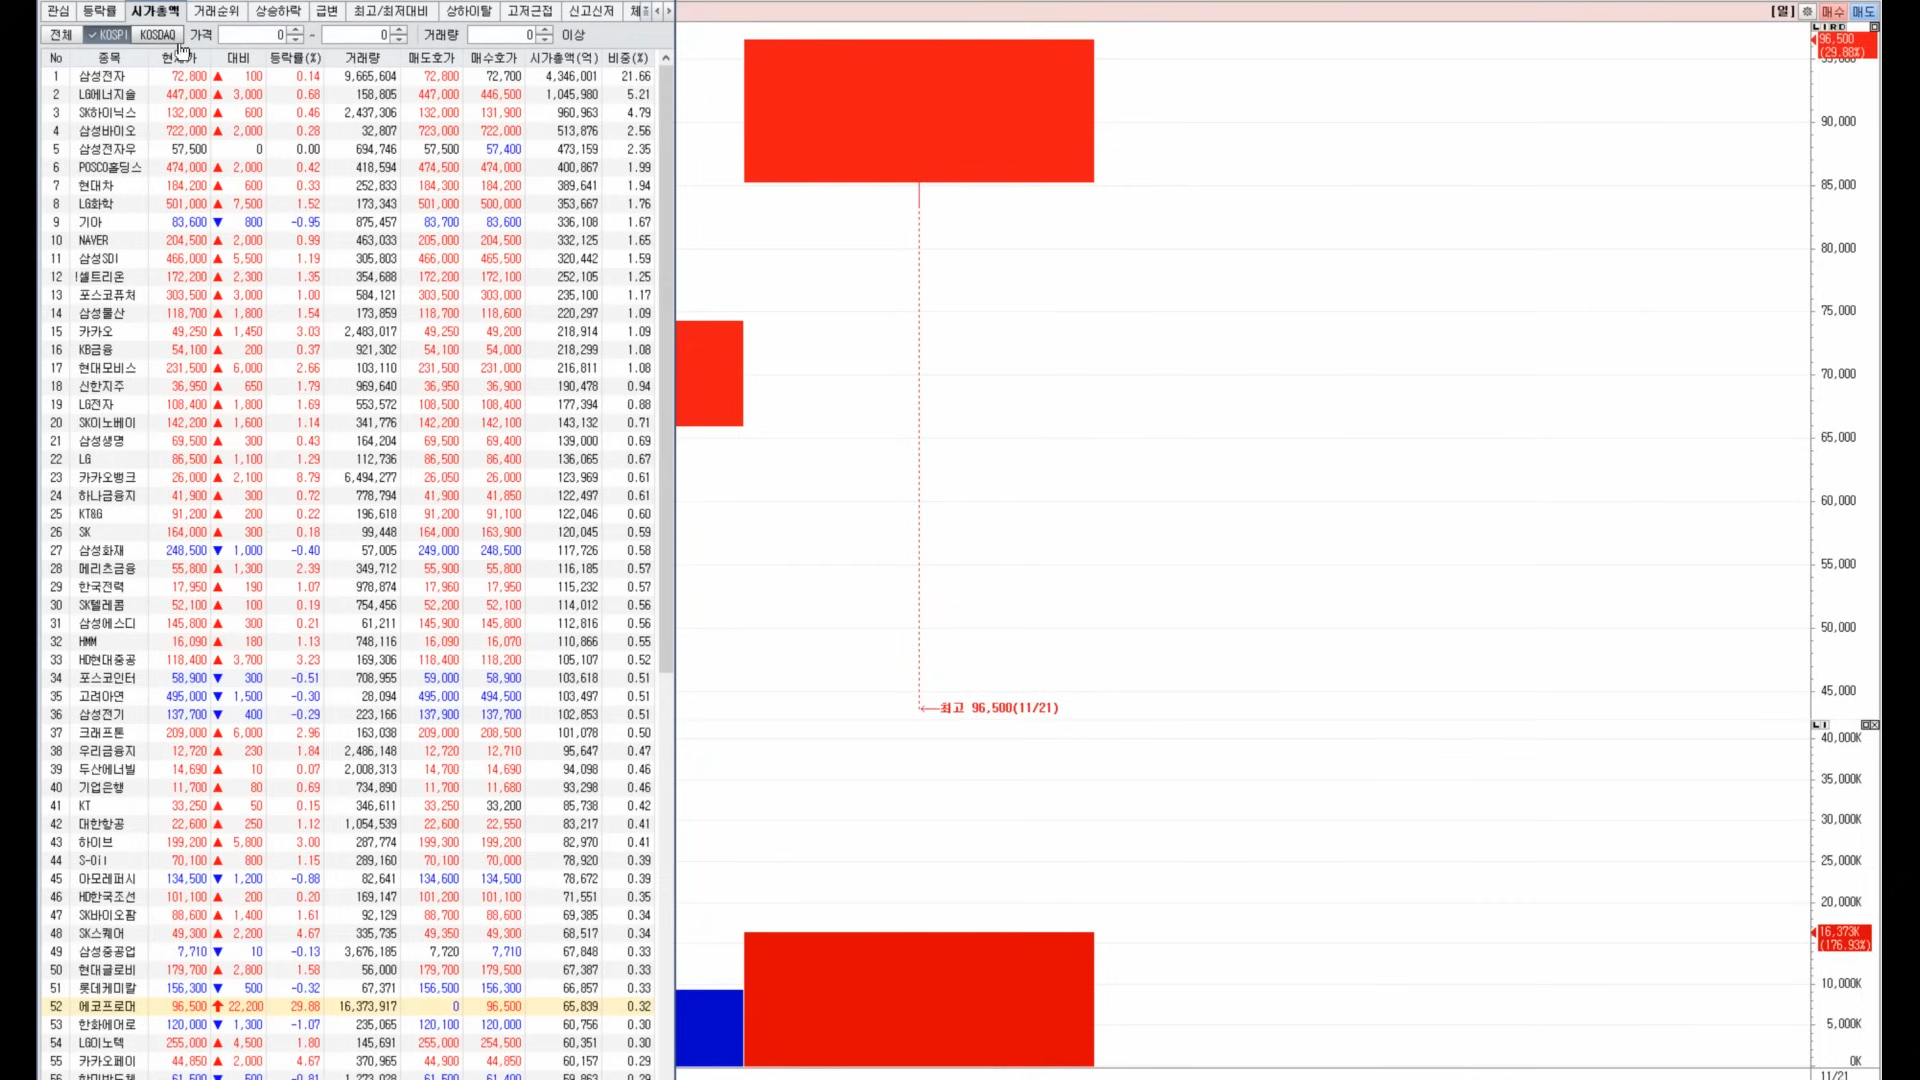 관심 등락률 시가총액 거래순위 상승하락 급변 최고/최저대비 상하이탈 고저근접 신고신저
전체 ✓KOSPI KOSDAQ 가격 0 ~ 0 거래량 0 이상
No 종목 대비 등락률(%) 거래량 매도호가 매수호가 시가총액(억) 비중(%)
1 삼성전자 72,800 ▲ 100 0.14 9,665,604 72,800 72,700 4,346,001 21.66
2 LG에너지솔 447,000 ▲ 3,000 0.68 158,805 447,000 446,500 1,045,980 5.21
3 SK하이닉스 132,000 ▲ 600 0.46 2,437,306 132,000 131,900 960,963 4.79
4 삼성바이오 722,000 ▲ 2,000 0.28 32,807 723,000 722,000 513,876 2.56
5 삼성전자우 57,500 0 0.00 694,746 57,500 57,400 473,159 2.35
6 POSCO홀딩스 474,000 ▲ 2,000 0.42 418,594 474,500 474,000 400,867 1.99
7 현대차 184,200 ▲ 600 0.33 252,833 184,300 184,200 389,641 1.94
8 LG화학 501,000 ▲ 7,500 1.52 173,343 501,000 500,000 353,667 1.76
9 기아 83,600 ▼ 800 -0.95 875,457 83,700 83,600 336,108 1.67
10 NAVER 204,500 ▲ 2,000 0.99 463,033 205,000 204,500 332,125 1.65
11 삼성SDI 466,000 ▲ 5,500 1.19 305,803 466,000 465,500 320,442 1.59
12 !셀트리온 172,200 ▲ 2,300 1.35 354,688 172,200 172,100 252,105 1.25
13 포스코퓨처 303,500 ▲ 3,000 1.00 584,121 303,500 303,000 235,100 1.17
14 삼성물산 118,700 ▲ 1,800 1.54 173,859 118,700 118,600 220,297 1.09
15 카카오 49,250 ▲ 1,450 3.03 2,483,017 49,250 49,200 218,914 1.09
16 KB금융 54,100 ▲ 200 0.37 921,302 54,100 54,000 218,299 1.08
17 현대모비스 231,500 ▲ 6,000 2.66 103,110 231,500 231,000 216,811 1.08
18 신한지주 36,950 ▲ 650 1.79 969,640 36,950 36,900 190,478 0.94
19 LG전자 108,400 ▲ 1,800 1.69 553,572 108,500 108,400 177,394 0.88
20 SK이노베이 142,200 ▲ 1,600 1.14 341,776 142,200 142,100 143,132 0.71
21 삼성생명 69,500 ▲ 300 0.43 164,204 69,500 69,400 139,000 0.69
22 LG 86,500 ▲ 1,100 1.29 112,736 86,500 86,400 136,065 0.67
23 카카오뱅크 26,000 ▲ 2,100 8.79 6,494,277 26,050 26,000 123,969 0.61
24 하나금융지 41,900 ▲ 300 0.72 778,794 41,900 41,850 122,497 0.61
25 KT&G 91,200 ▲ 200 0.22 196,618 91,200 91,100 122,046 0.60
26 SK 164,000 ▲ 300 0.18 99,448 164,000 163,900 120,045 0.59
27 삼성화재 248,500 ▼ 1,000 -0.40 57,005 249,000 248,500 117,726 0.58
28 메리츠금융 55,800 ▲ 1,300 2.39 349,712 55,900 55,800 116,185 0.57
29 한국전력 17,950 ▲ 190 1.07 978,874 17,960 17,950 115,232 0.57
30 SK텔레콤 52,100 ▲ 100 0.19 754,456 52,200 52,100 114,012 0.56
31 삼성에스디 145,800 ▲ 300 0.21 61,211 145,900 145,800 112,816 0.56
32 HMM 16,090 ▲ 180 1.13 748,116 16,090 16,070 110,866 0.55
33 HD현대중공 118,400 ▲ 3,700 3.23 169,306 118,400 118,200 105,107 0.52
34 포스코인터 58,900 ▼ 300 -0.51 708,955 59,000 58,900 103,618 0.51
35 고려아연 495,000 ▼ 1,500 -0.30 28,094 495,000 494,500 103,497 0.51
36 삼성전기 137,700 ▼ 400 -0.29 223,166 137,900 137,700 102,853 0.51
37 크래프톤 209,000 ▲ 6,000 2.96 163,038 209,000 208,500 101,078 0.50
38 우리금융지 12,720 ▲ 230 1.84 2,486,148 12,720 12,710 95,647 0.47
39 두산에너빌 14,690 ▲ 10 0.07 2,008,313 14,700 14,690 94,098 0.46
40 기업은행 11,700 ▲ 80 0.69 734,890 11,700 11,680 93,298 0.46
41 KT 33,250 ▲ 50 0.15 346,611 33,250 33,200 85,738 0.42
42 대한항공 22,600 ▲ 250 1.12 1,054,539 22,600 22,550 83,217 0.41
43 하이브 199,200 ▲ 5,800 3.00 287,774 199,300 199,200 82,970 0.41
44 S-Oil 70,100 ▲ 800 1.15 289,160 70,100 70,000 78,920 0.39
45 아모레퍼시 134,500 ▼ 1,200 -0.88 82,641 134,600 134,500 78,672 0.39
46 HD한국조선 101,100 ▲ 200 0.20 169,147 101,200 101,100 71,551 0.35
47 SK바이오팜 88,600 ▲ 1,400 1.61 92,129 88,700 88,600 69,385 0.34
48 SK스퀘어 49,300 ▲ 2,200 4.67 335,735 49,350 49,300 68,517 0.34
49 삼성중공업 7,710 ▼ 10 -0.13 3,676,185 7,720 7,710 67,848 0.33
50 현대글로비 179,700 ▲ 2,800 1.58 56,000 179,700 179,500 67,387 0.33
51 롯데케미칼 156,300 ▼ 500 -0.32 67,371 156,500 156,300 66,857 0.33
52 에코프로머 96,500 ↑ 22,200 29.88 16,373,917 0 96,500 65,839 0.32
53 한화에어로 120,000 ▼ 1,300 -1.07 235,065 120,100 120,000 60,756 0.30
54 LG이노텍 255,000 ▲ 4,500 1.80 145,691 255,000 254,500 60,351 0.30
55 카카오페이 44,850 ▲ 2,000 4.67 370,965 44,900 44,850 60,157 0.29
[일] 매수 매도
96,500
(29.88%)
90,000
85,000
80,000
75,000
70,000
65,000
60,000
55,000
50,000
45,000
←최고 96,500(11/21)
40,000K
35,000K
30,000K
25,000K
20,000K
16,373K
(176.93%)
10,000K
5,000K
0K
11/21